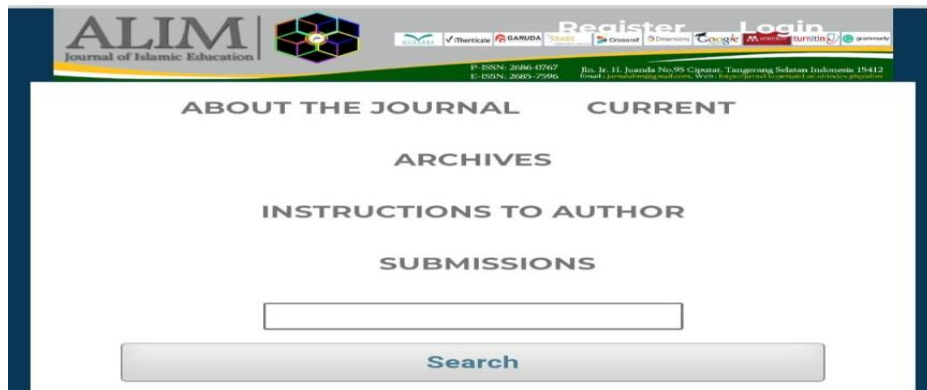 Register Login
ALIM
Journal of Islamic Education
iThenticate GARUDA BASE Crossref Dimensions Google turnitin grammarly
P-ISSN: 2686-0767
E-ISSN: 2685-7596
Jln. Ir. H. Juanda No.95 Ciputat, Tangerang Selatan Indonesia 15412
ABOUT THE JOURNAL CURRENT
ARCHIVES
INSTRUCTIONS TO AUTHOR
SUBMISSIONS
Search